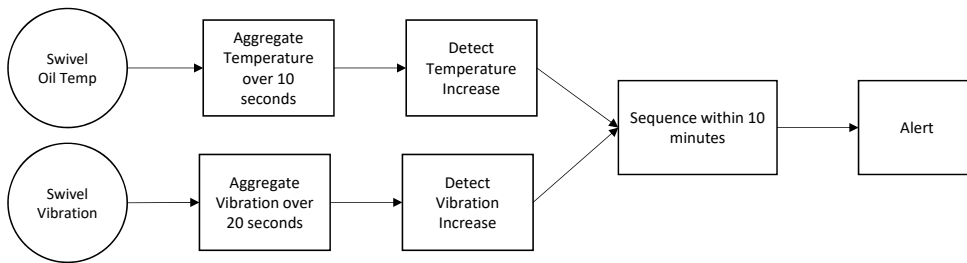 Swivel
Oil Temp
Aggregate
Temperature
over 10
seconds
Detect
Temperature
Increase
Sequence within 10
minutes
Alert
Swivel
Vibration
Aggregate
Vibration over
20 seconds
Detect
Vibration
Increase